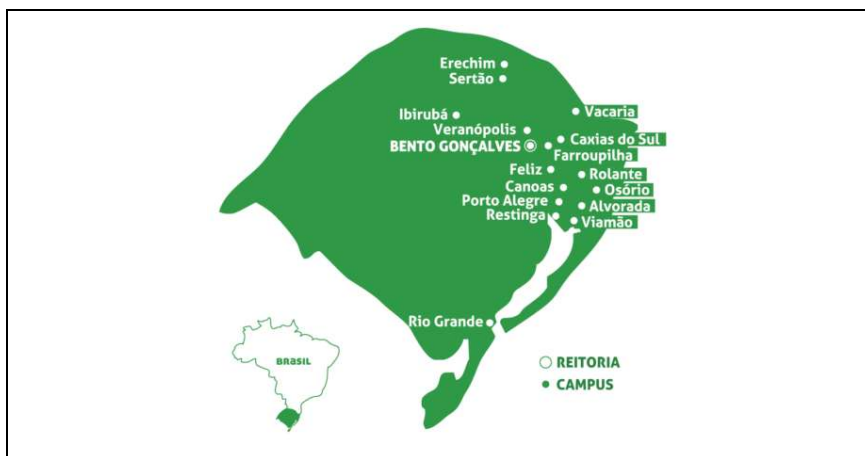 Erechim
Sertão
Vacaria
Ibirubá
Veranópolis
Caxias do Sul
BENTO GONÇALVES
Farroupilha
Feliz
Rolante
Canoas
Osório
Porto Alegre
Alvorada
Restinga
Viamão
Rio Grande
BRASIL
REITORIA
CAMPUS